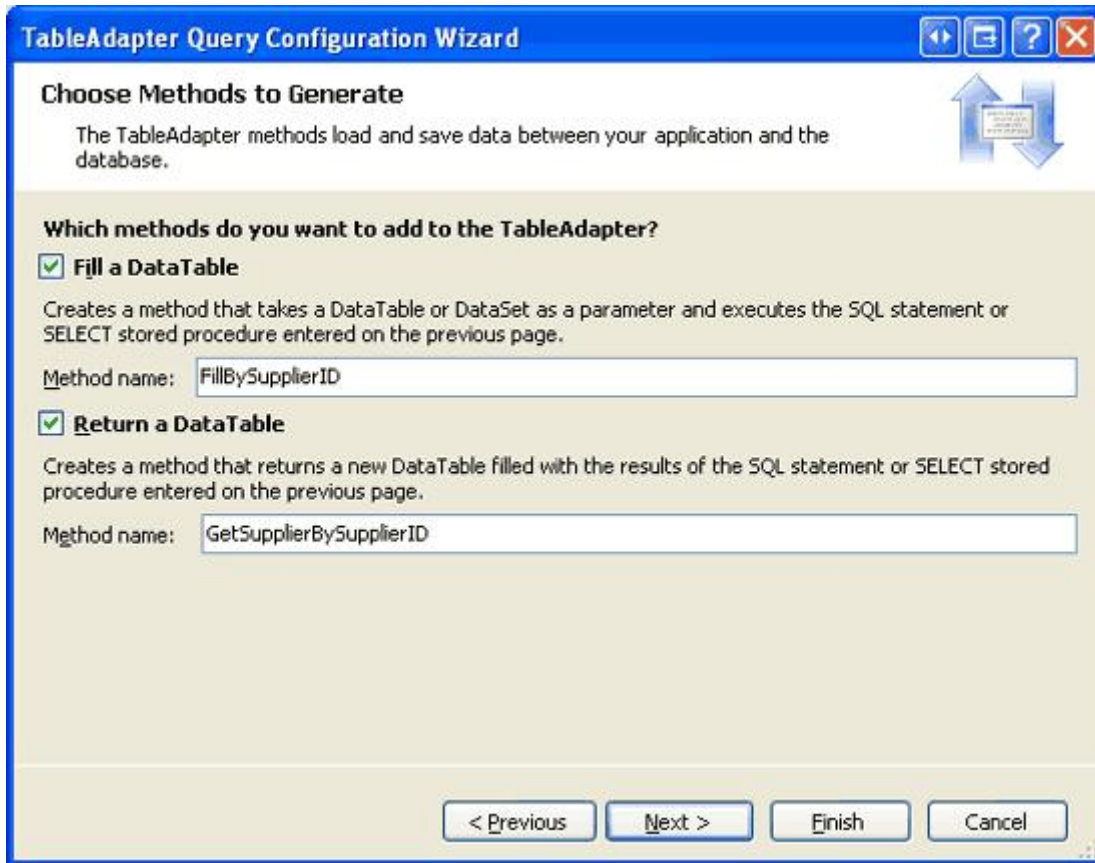 TableAdapter Query Configuration Wizard
Choose Methods to Generate
The TableAdapter methods load and save data between your application and the
database.
Which methods do you want to add to the TableAdapter?
Fill a DataTable
Creates a method that takes a DataTable or DataSet as a parameter and executes the SQL statement or
SELECT stored procedure entered on the previous page.
Method name: FillBySupplierID
Return a DataTable
Creates a method that returns a new DataTable filled with the results of the SQL statement or SELECT stored
procedure entered on the previous page.
Method name: GetSupplierBySupplierID
< Previous Next > Finish Cancel